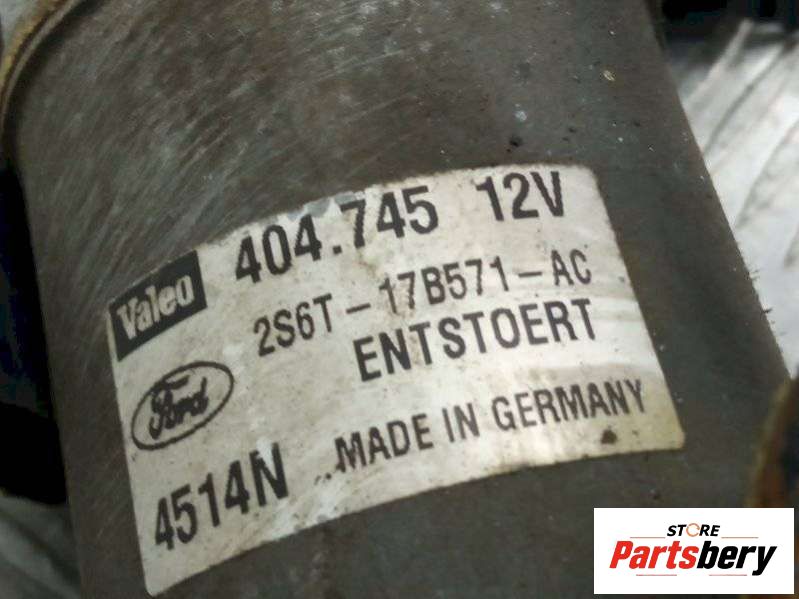 Valeo 404.745 12V
2S6T-17B571-AC
Ford ENTSTOERT
4514N MADE IN GERMANY
STORE
Partsbery